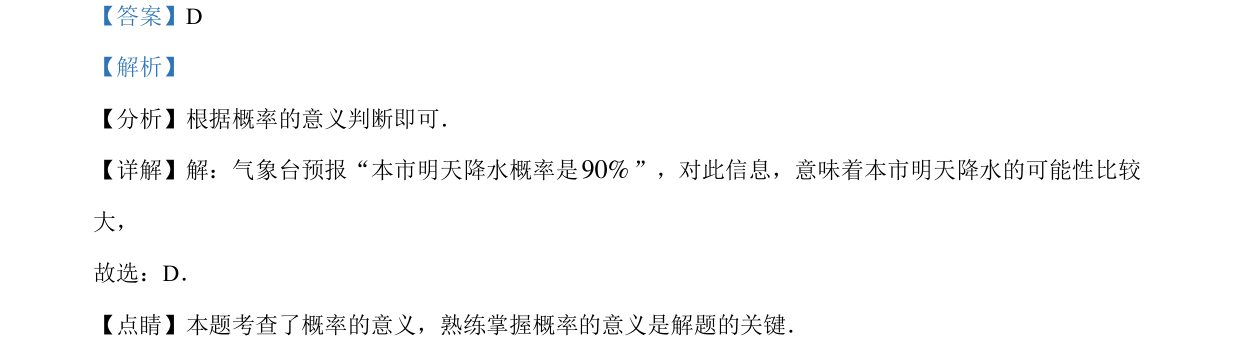 【答案】D
【解析】
【分析】根据概率的意义判断即可.
【详解】解：气象台预报“本市明天降水概率是90%”，对此信息，意味着本市明天降水的可能性比较
大，
故选：D.
【点睛】本题考查了概率的意义，熟练掌握概率的意义是解题的关键.